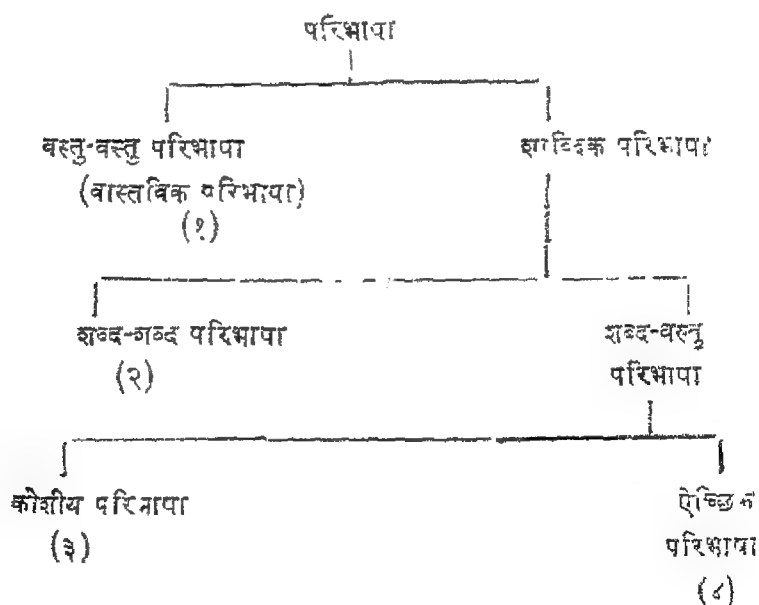 परिभाषा
वस्तु-वस्तु परिभाषा शाब्दिक परिभाषा
(वास्तविक परिभाषा)
(१)
शब्द-शब्द परिभाषा शब्द-वस्तु
(२) परिभाषा
कोशीय परिभाषा ऐच्छिक
(३) परिभाषा
(४)